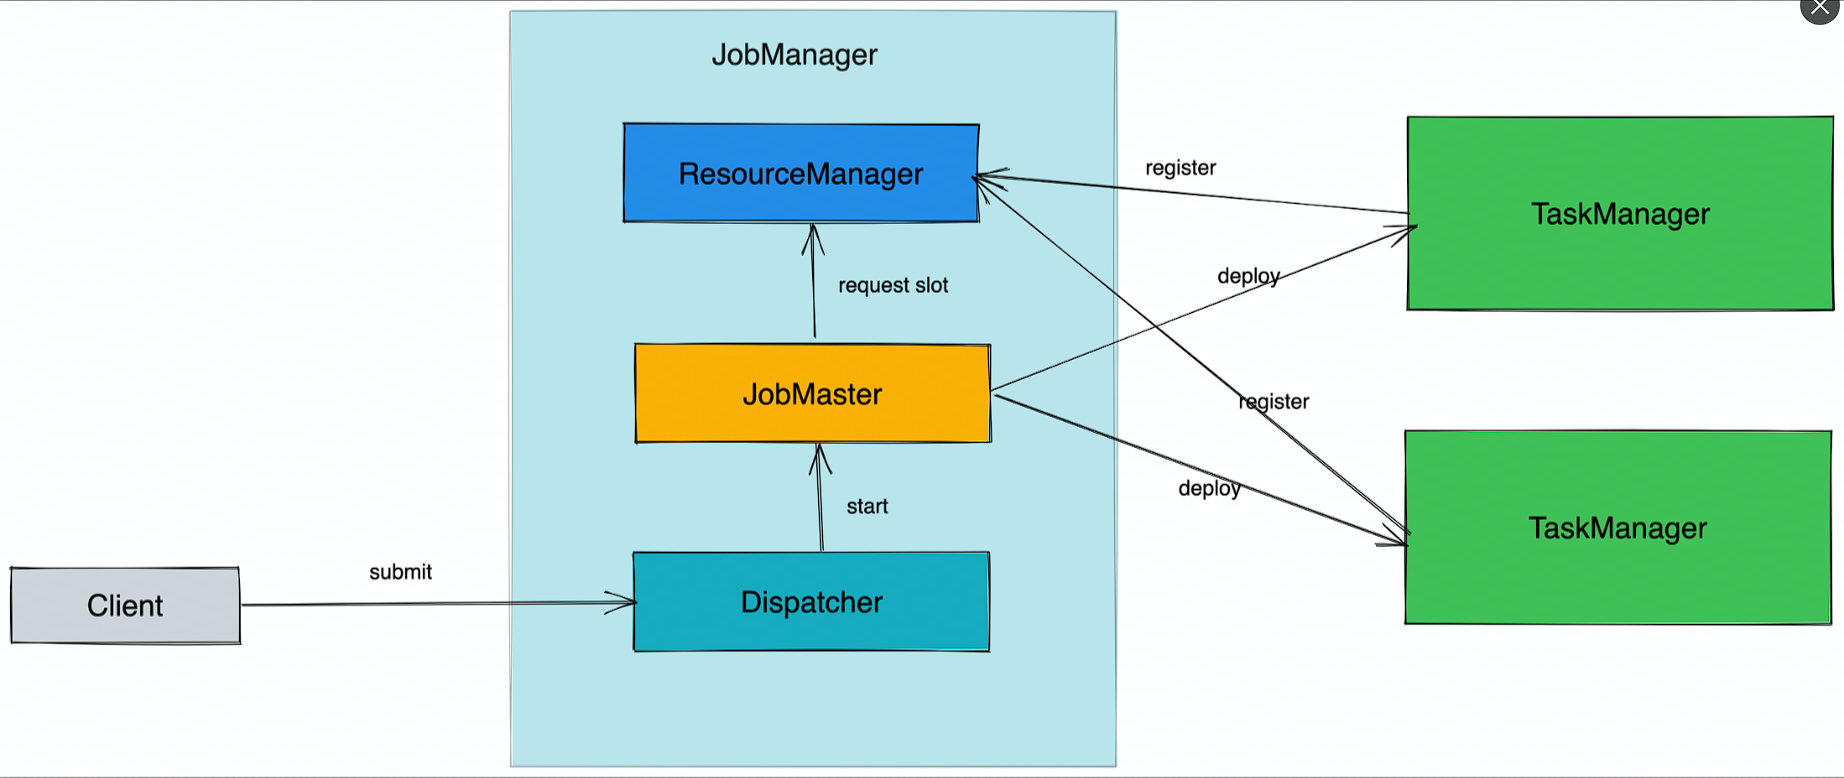 JobManager
ResourceManager
register
TaskManager
request slot
deploy
JobMaster
register
deploy
start
TaskManager
submit
Client
Dispatcher